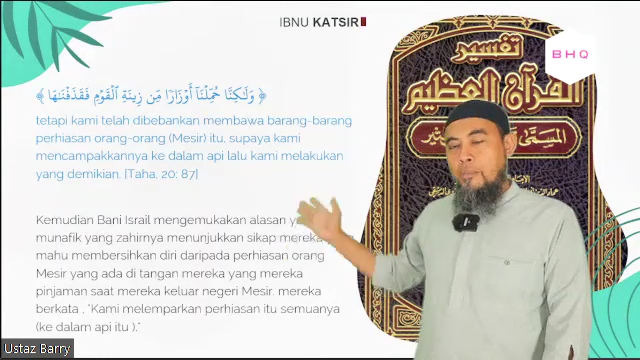 IBNU KATSIR
BHQ
تفسير
القرآن العظيم
﴿ وَلَٰكِنَّا حُمِّلْنَآ أَوْزَارًا مِّن زِينَةِ ٱلْقَوْمِ فَقَذَفْنَٰهَا ﴾
tetapi kami telah dibebankan membawa barang-barang
perhiasan orang-orang (Mesir) itu, supaya kami
mencampakkannya ke dalam api lalu kami melakukan
yang demikian, [Taha, 20: 87]
Kemudian Bani Israil mengemukakan alasan
munafik yang zahirnya menunjukkan sikap mereka
mahu membersihkan diri daripada perhiasan orang
Mesir yang ada di tangan mereka yang mereka
pinjaman saat mereka keluar negeri Mesir. mereka
berkata , "Kami melemparkan perhiasan itu semuanya
(ke dalam api itu )."
Ustaz Barry